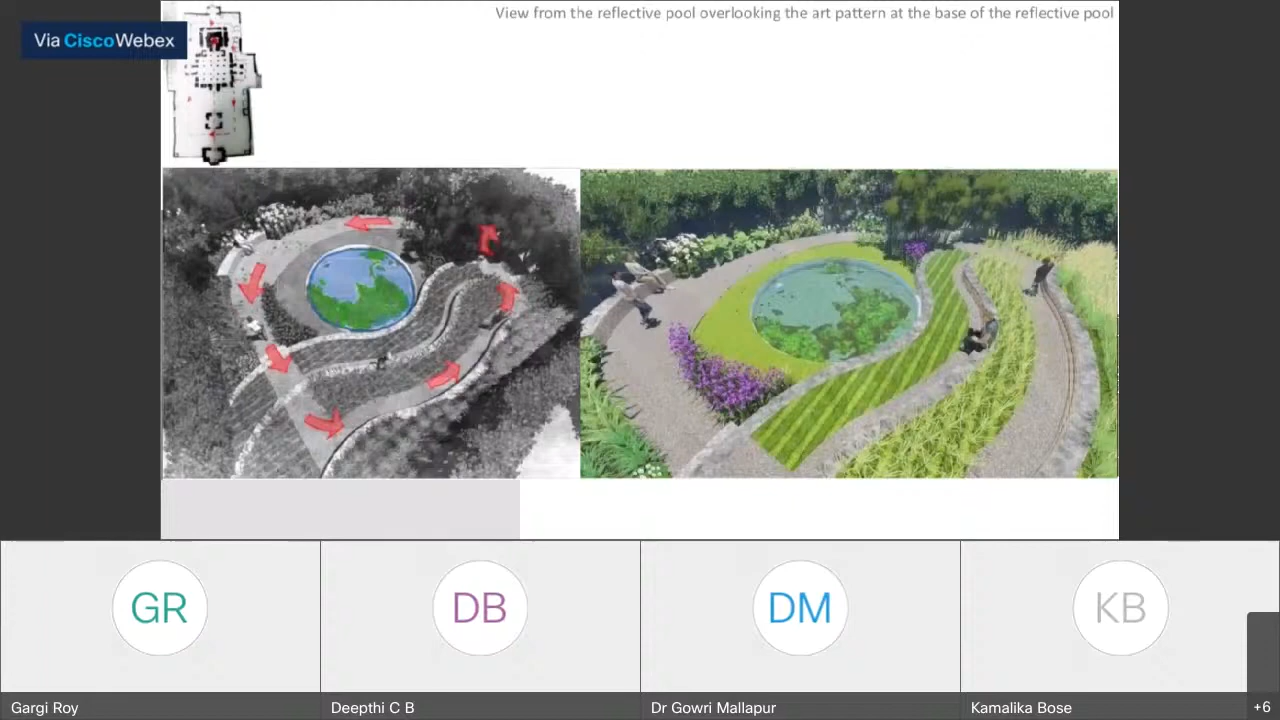 View from the reflective pool overlooking the art pattern at the base of the reflective pool
Via CiscoWebex
GR
DB
DM
KB
Gargi Roy
Deepthi C B
Dr Gowri Mallapur
Kamalika Bose
+6